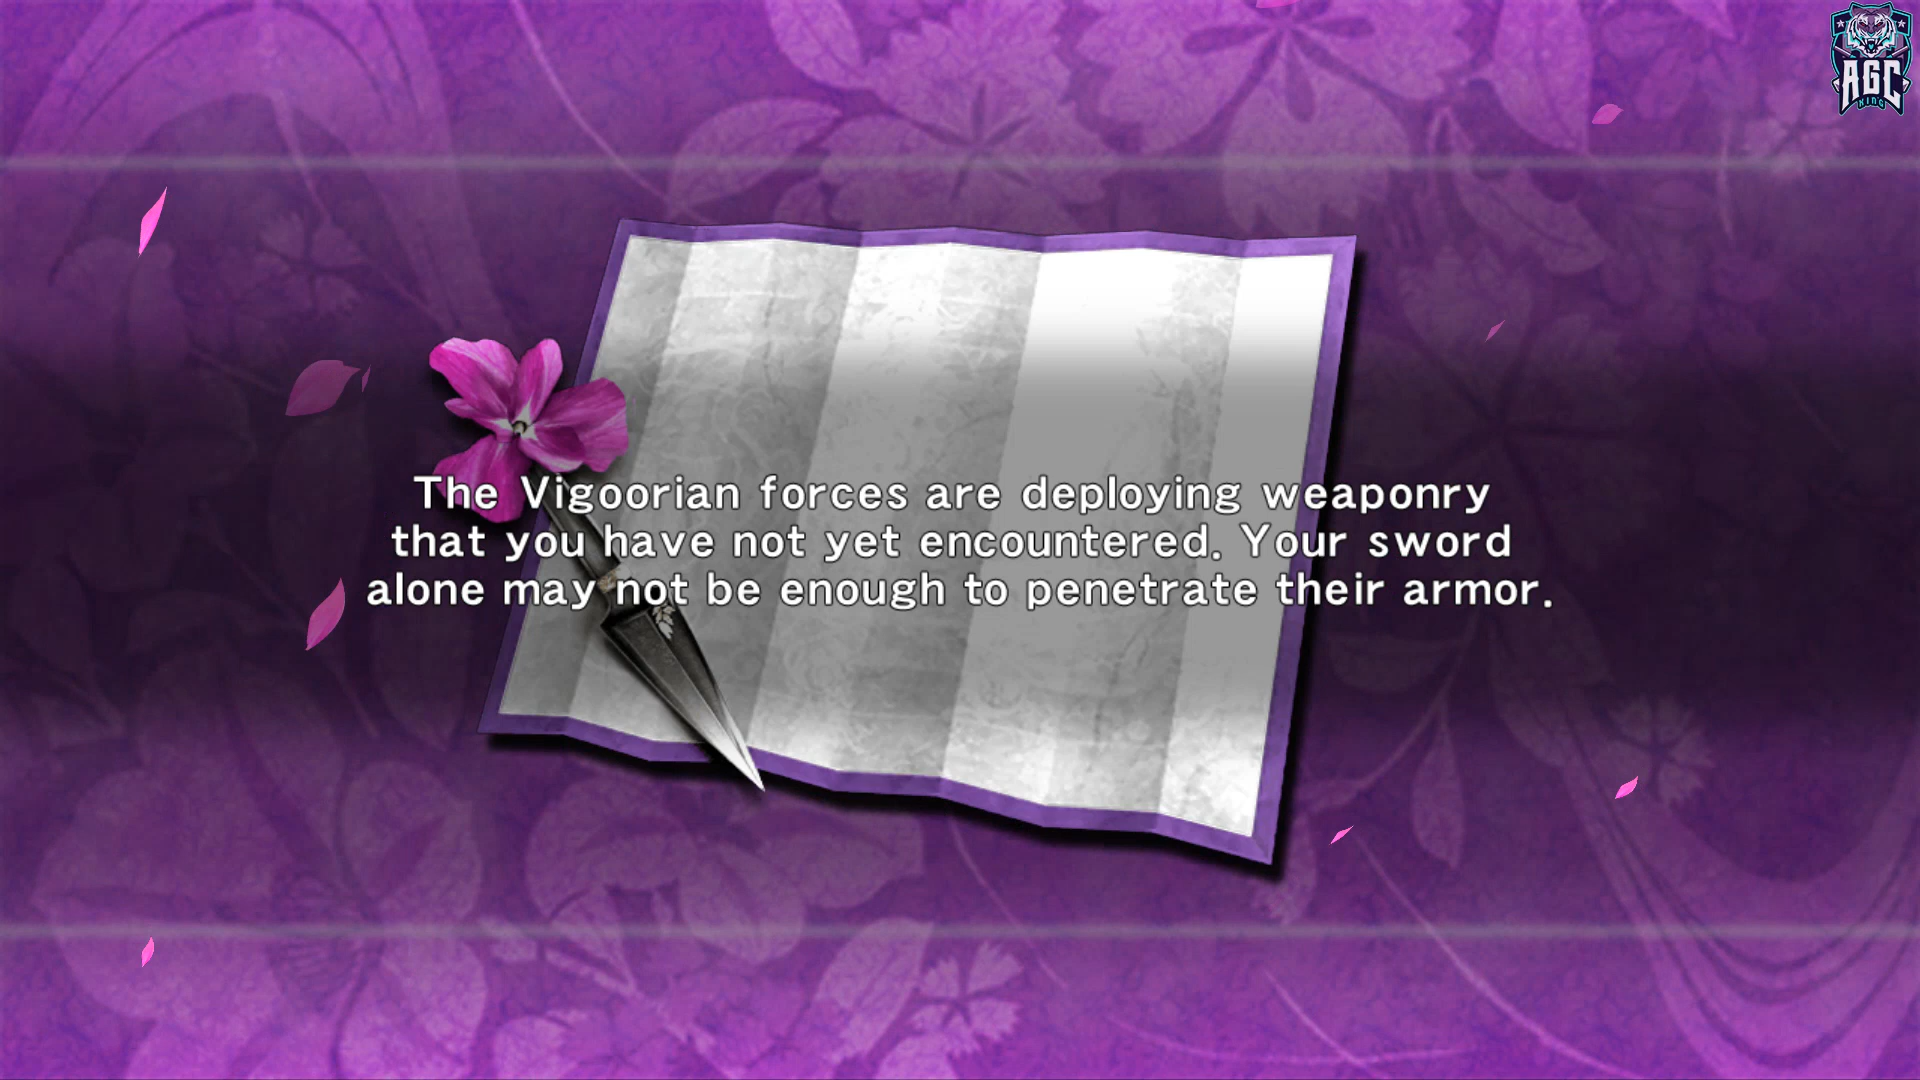 AGC
KING
The Vigoorian forces are deploying weaponry
that you have not yet encountered. Your sword
alone may not be enough to penetrate their armor.